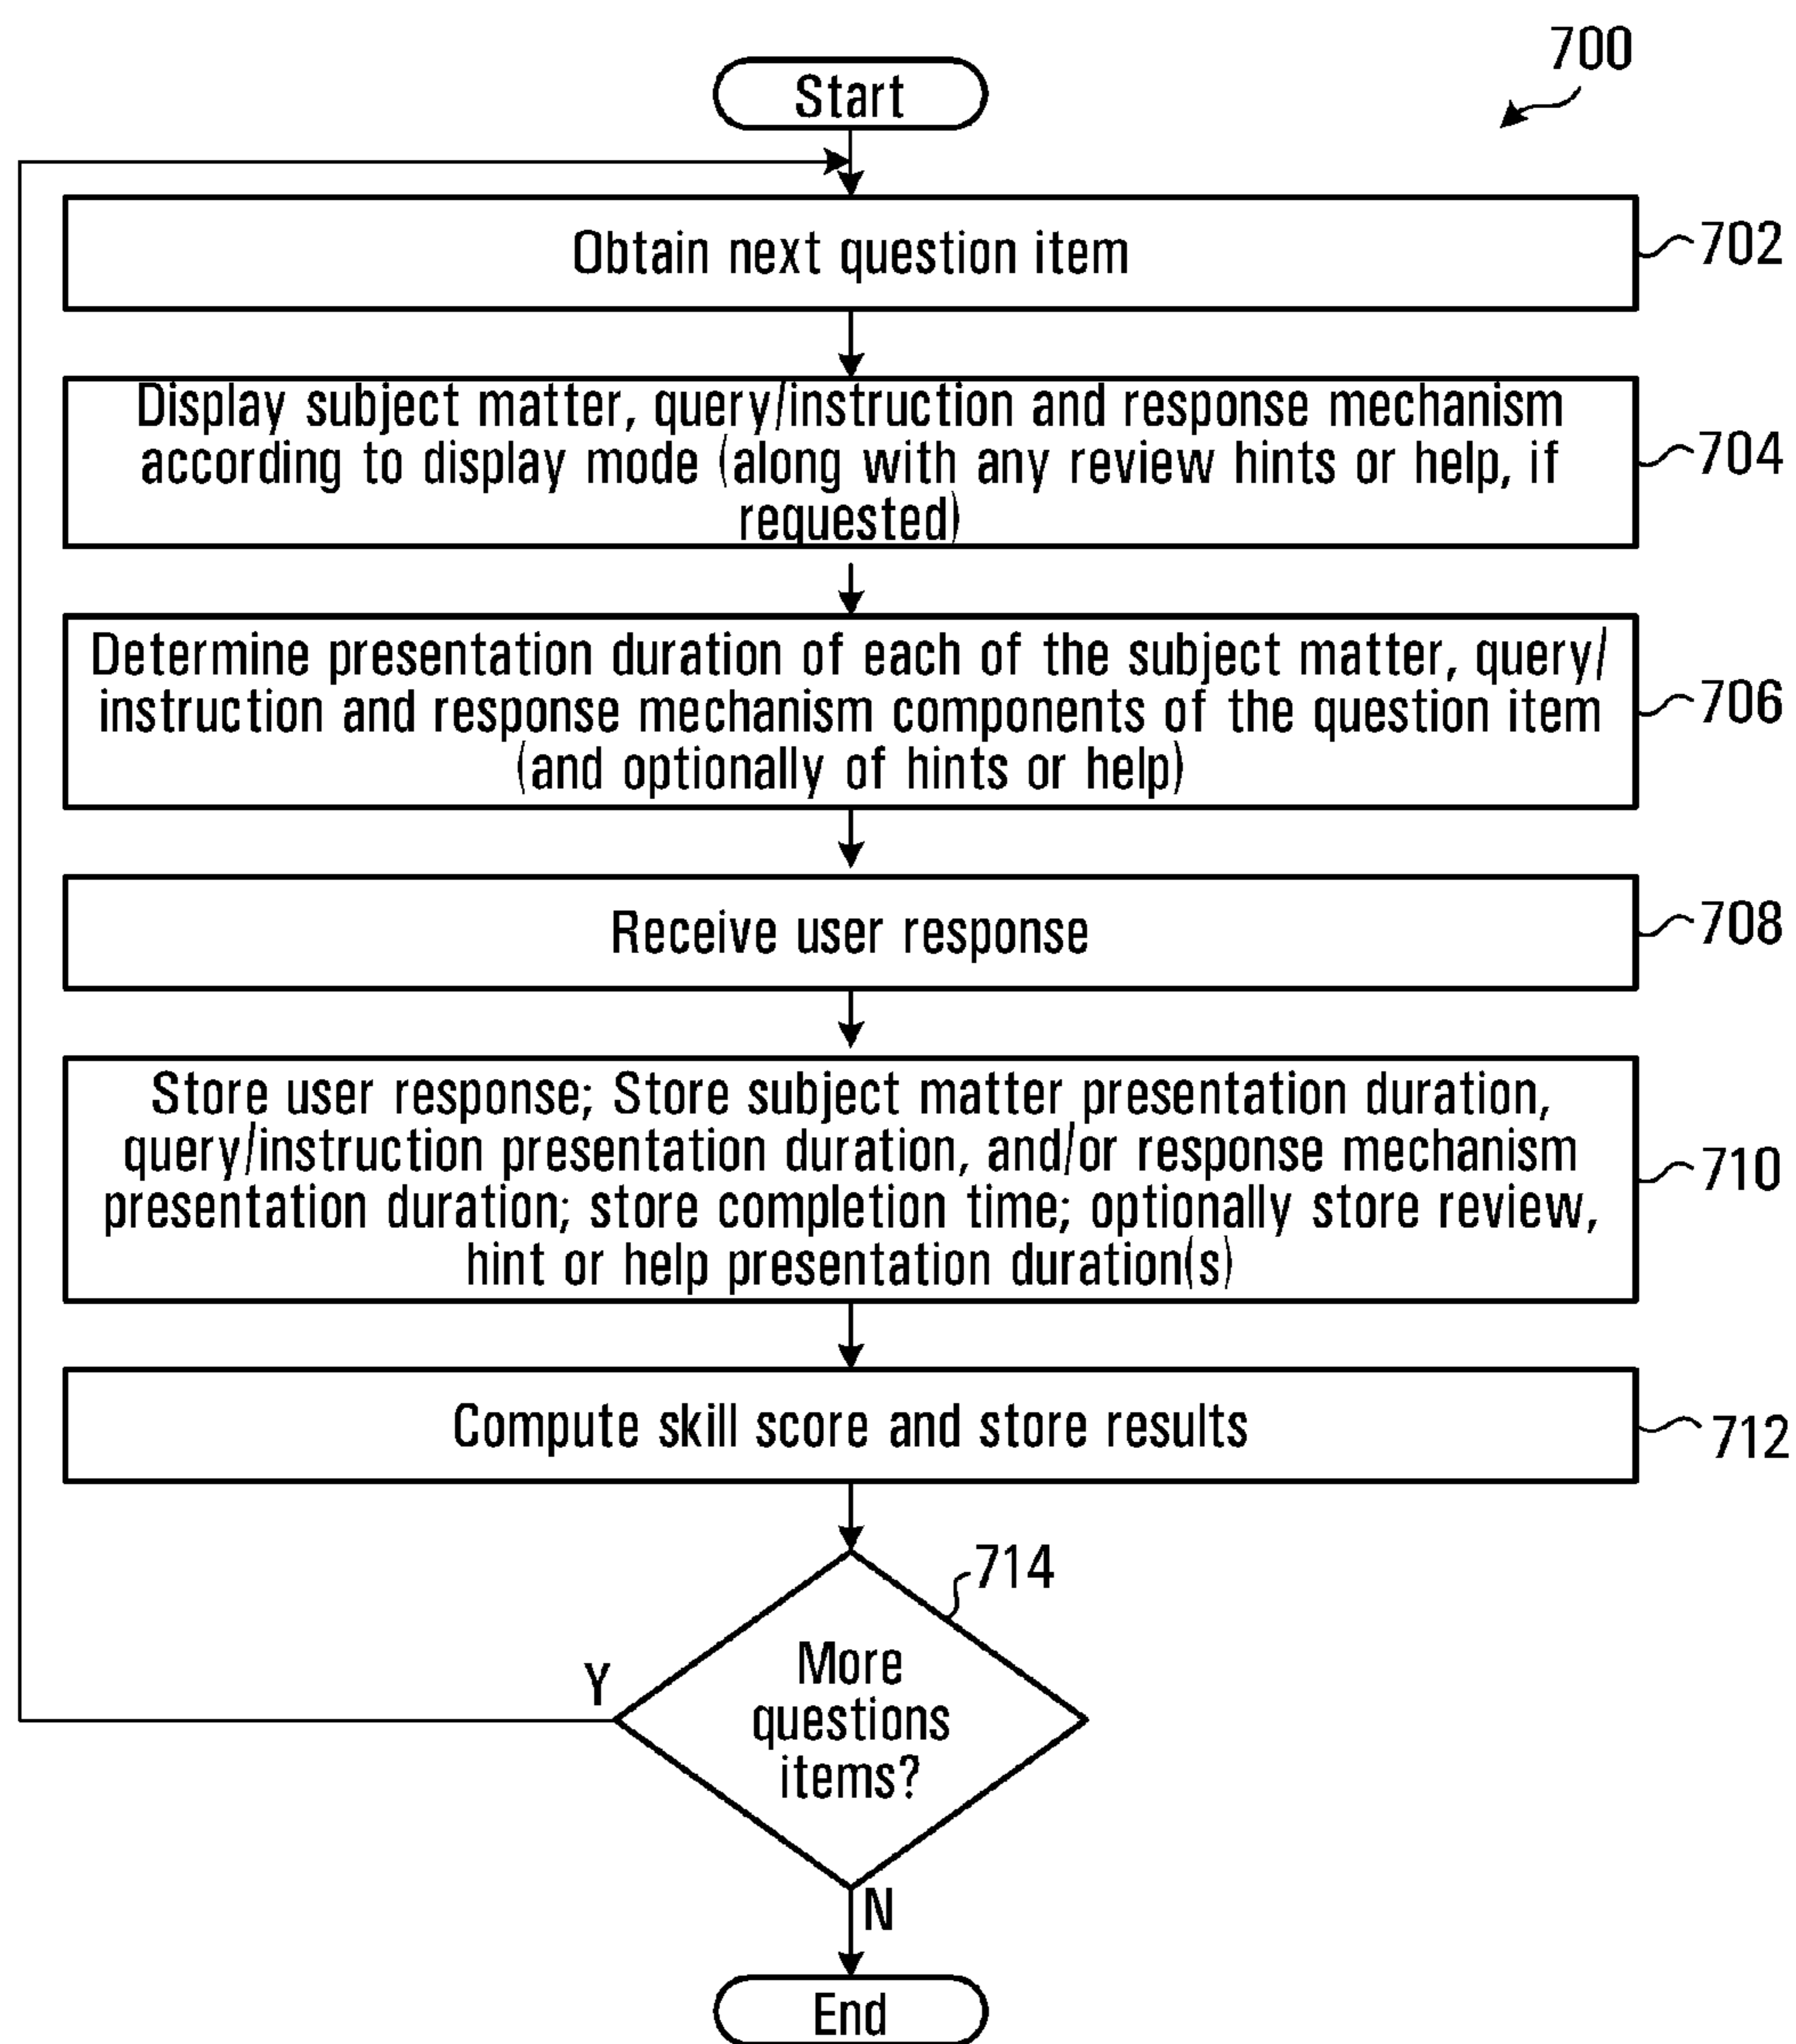 700
Start
Obtain next question item
702
Display subject matter, query/instruction and response mechanism
according to display mode (along with any review hints or help, if
requested)
704
Determine presentation duration of each of the subject matter, query/
instruction and response mechanism components of the question item
(and optionally of hints or help)
706
Receive user response
708
Store user response; Store subject matter presentation duration,
query/instruction presentation duration, and/or response mechanism
presentation duration; store completion time; optionally store review,
hint or help presentation duration(s)
710
Compute skill score and store results
712
714
More
questions
items?
Y
N
End